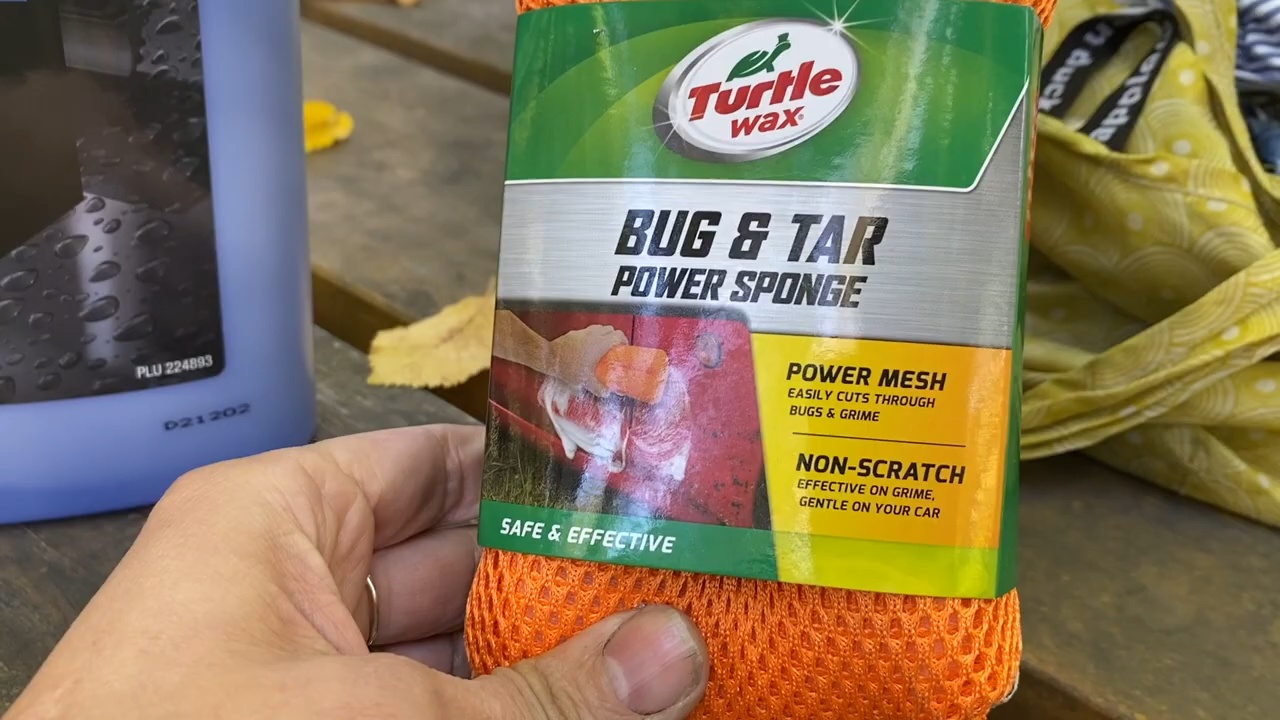 Turtle
wax®
BUG & TAR
POWER SPONGE
POWER MESH
EASILY CUTS THROUGH
BUGS & GRIME
NON-SCRATCH
EFFECTIVE ON GRIME,
GENTLE ON YOUR CAR
SAFE & EFFECTIVE
PLU 224893
D21202